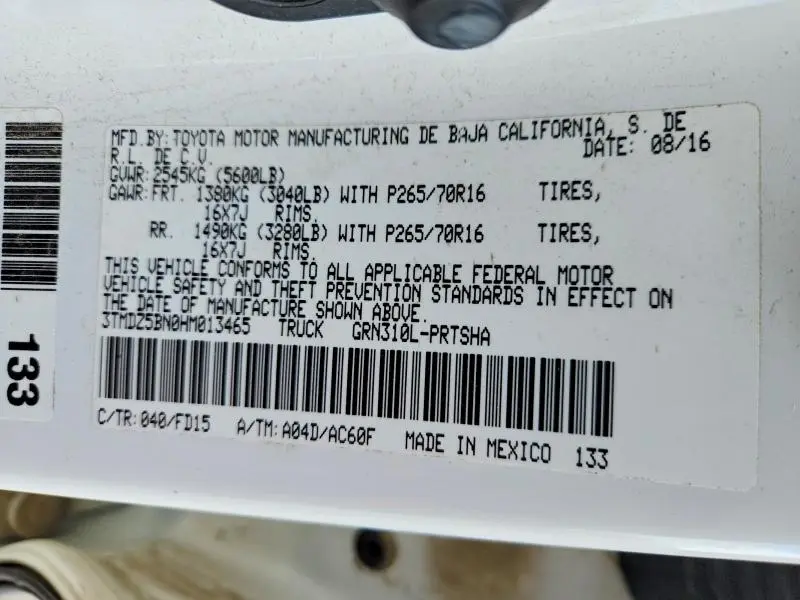 MFD.BY:TOYOTA MOTOR MANUFACTURING DE BAJA CALIFORNIA, S. DE
R.L. DE C.V. DATE: 08/16
GVWR:2545KG (5600LB)
GAWR:FRT. 1380KG (3040LB) WITH P265/70R16 TIRES,
16X7J RIMS.
RR. 1490KG (3280LB) WITH P265/70R16 TIRES,
16X7J RIMS.
THIS VEHICLE CONFORMS TO ALL APPLICABLE FEDERAL MOTOR
VEHICLE SAFETY AND THEFT PREVENTION STANDARDS IN EFFECT ON
THE DATE OF MANUFACTURE SHOWN ABOVE.
3TMDZ5BN0HM013465 TRUCK GRN310L-PRTSHA
C/TR:040/FD15 A/TM:A04D/AC60F MADE IN MEXICO 133
133